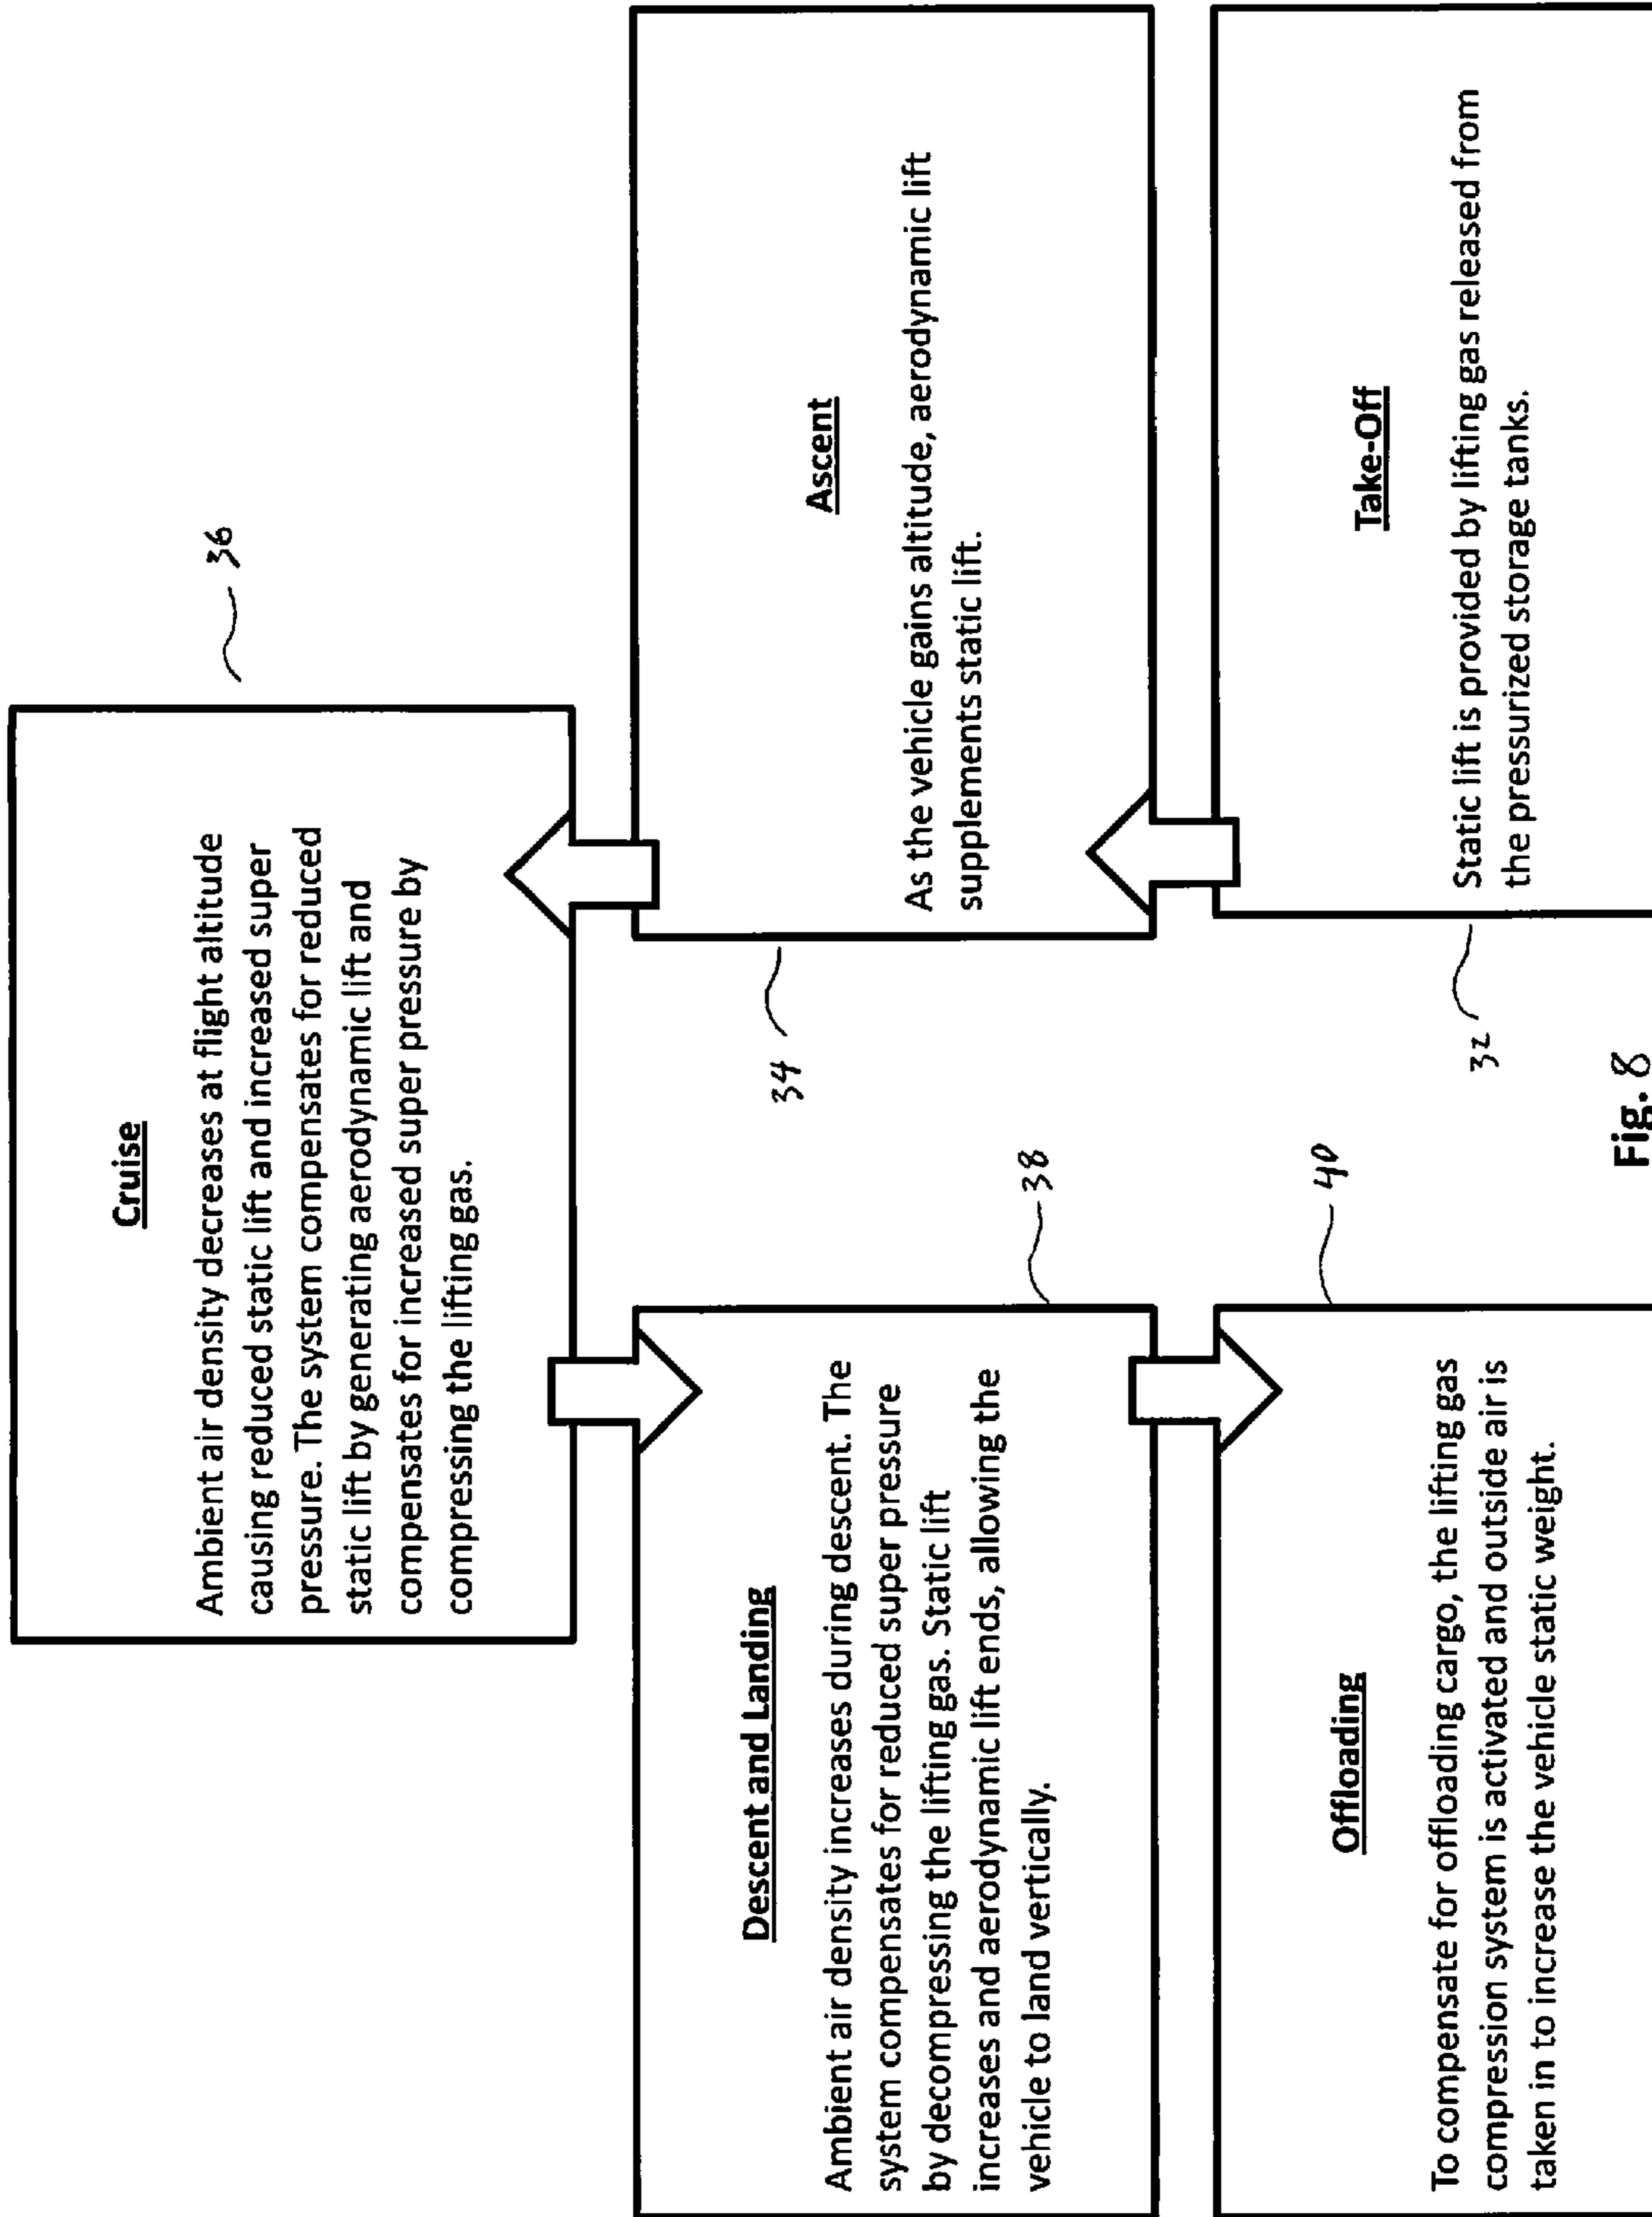 Cruise
Ambient air density decreases at flight altitude
causing reduced static lift and increased super
pressure. The system compensates for reduced
static lift by generating aerodynamic lift and
compensates for increased super pressure by
compressing the lifting gas.
36
Descent and Landing
Ambient air density increases during descent. The
system compensates for reduced super pressure
by decompressing the lifting gas. Static lift
increases and aerodynamic lift ends, allowing the
vehicle to land vertically.
38
34
Ascent
As the vehicle gains altitude, aerodynamic lift
supplements static lift.
Offloading
To compensate for offloading cargo, the lifting gas
compression system is activated and outside air is
taken in to increase the vehicle static weight.
40
32
Take-Off
Static lift is provided by lifting gas released from
the pressurized storage tanks.
Fig. 8